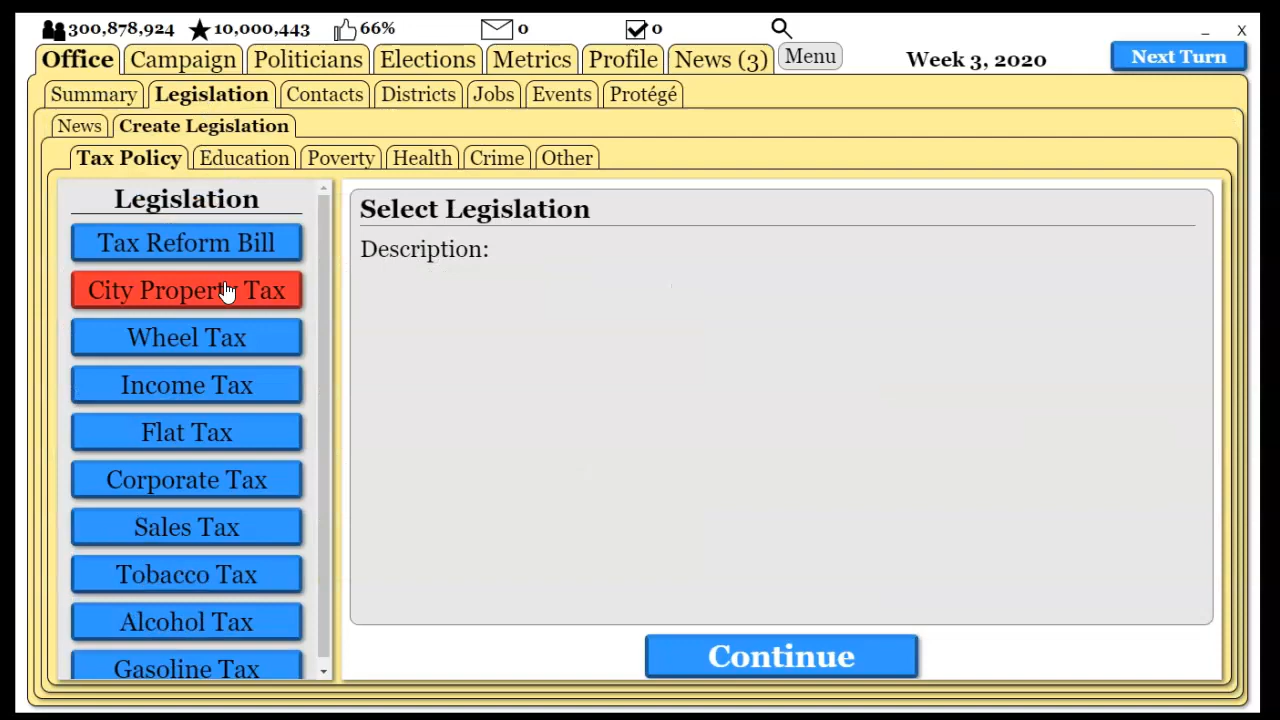 300,878,924 10,000,443 66% 0 0
_ X
Office Campaign Politicians Elections Metrics Profile News (3) Menu Week 3, 2020 Next Turn
Summary Legislation Contacts Districts Jobs Events Protégé
News Create Legislation
Tax Policy Education Poverty Health Crime Other
Legislation
Tax Reform Bill
City Property Tax
Wheel Tax
Income Tax
Flat Tax
Corporate Tax
Sales Tax
Tobacco Tax
Alcohol Tax
Gasoline Tax
Select Legislation
Description:
Continue